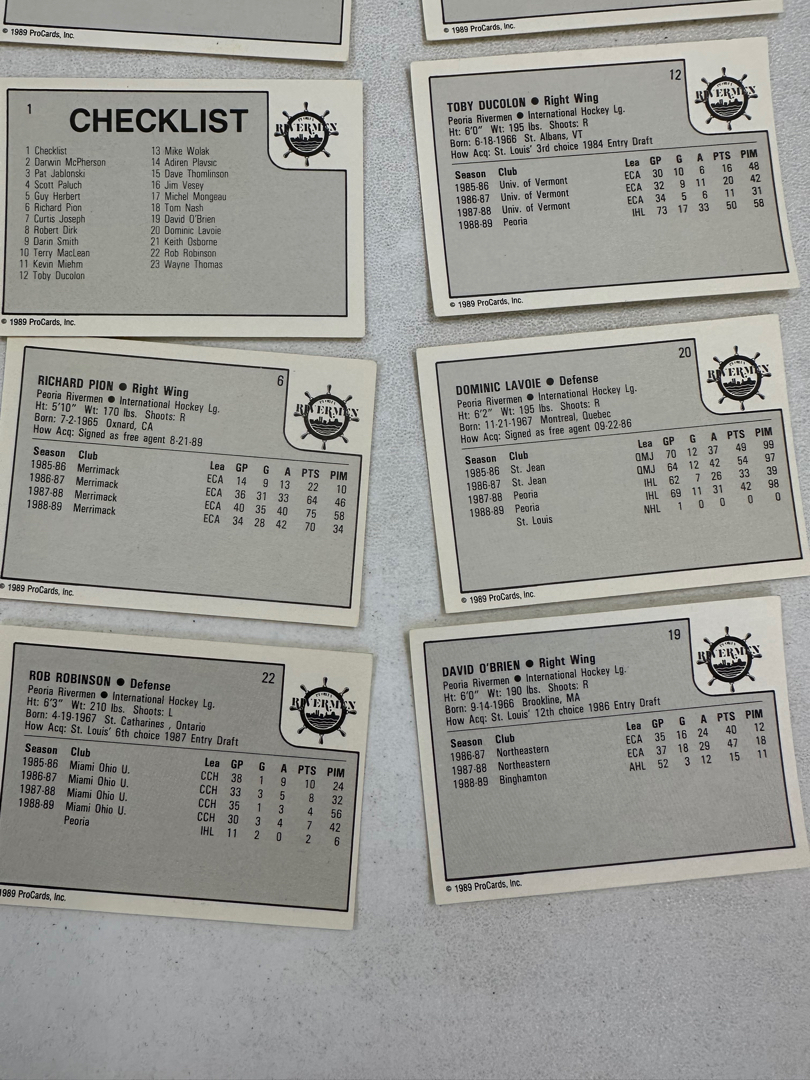 © 1989 ProCards, Inc.
© 1989 ProCards, Inc.
1
CHECKLIST
RIVERMEN
1 Checklist
2 Darwin McPherson
3 Pat Jablonski
4 Scott Paluch
5 Guy Herbert
6 Richard Pion
7 Curtis Joseph
8 Robert Dirk
9 Darin Smith
10 Terry MacLean
11 Kevin Miehm
12 Toby Ducolon
13 Mike Wolak
14 Adiren Plavsic
15 Dave Thomlinson
16 Jim Vesey
17 Michel Mongeau
18 Tom Nash
19 David O'Brien
20 Dominic Lavoie
21 Keith Osborne
22 Rob Robinson
23 Wayne Thomas
© 1989 ProCards, Inc.
12
RIVERMEN
TOBY DUCOLON ● Right Wing
Peoria Rivermen ● International Hockey Lg.
Ht: 6'0" Wt: 195 lbs. Shoots: R
Born: 6-18-1966 St. Albans, VT
How Acq: St. Louis' 3rd choice 1984 Entry Draft
Season Club Lea GP G A PTS PIM
1985-86 Univ. of Vermont ECA 30 10 6 16 48
1986-87 Univ. of Vermont ECA 32 9 11 20 42
1987-88 Univ. of Vermont ECA 34 5 6 11 31
1988-89 Peoria IHL 73 17 33 50 58
© 1989 ProCards, Inc.
6
RIVERMEN
RICHARD PION ● Right Wing
Peoria Rivermen ● International Hockey Lg.
Ht: 5'10" Wt: 170 lbs. Shoots: R
Born: 7-2-1965 Oxnard, CA
How Acq: Signed as free agent 8-21-89
Season Club Lea GP G A PTS PIM
1985-86 Merrimack ECA 14 9 13 22 10
1986-87 Merrimack ECA 36 31 33 64 46
1987-88 Merrimack ECA 40 35 40 75 58
1988-89 Merrimack ECA 34 28 42 70 34
© 1989 ProCards, Inc.
20
RIVERMEN
DOMINIC LAVOIE ● Defense
Peoria Rivermen ● International Hockey Lg.
Ht: 6'2" Wt: 195 lbs. Shoots: R
Born: 11-21-1967 Montreal, Quebec
How Acq: Signed as free agent 09-22-86
Season Club Lea GP G A PTS PIM
1985-86 St. Jean QMJ 70 12 37 49 99
1986-87 St. Jean QMJ 64 12 42 54 97
1987-88 Peoria IHL 62 7 26 33 39
1988-89 Peoria IHL 69 11 31 42 98
St. Louis NHL 1 0 0 0 0
© 1989 ProCards, Inc.
22
RIVERMEN
ROB ROBINSON ● Defense
Peoria Rivermen ● International Hockey Lg.
Ht: 6'3" Wt: 210 lbs. Shoots: L
Born: 4-19-1967 St. Catharines , Ontario
How Acq: St. Louis' 6th choice 1987 Entry Draft
Season Club Lea GP G A PTS PIM
1985-86 Miami Ohio U. CCH 38 1 9 10 24
1986-87 Miami Ohio U. CCH 33 3 5 8 32
1987-88 Miami Ohio U. CCH 35 1 3 4 56
1988-89 Miami Ohio U. CCH 30 3 4 7 42
Peoria IHL 11 2 0 2 6
1989 ProCards, Inc.
19
RIVERMEN
DAVID O'BRIEN ● Right Wing
Peoria Rivermen ● International Hockey Lg.
Ht: 6'0" Wt: 190 lbs. Shoots: R
Born: 9-14-1966 Brookline, MA
How Acq: St. Louis' 12th choice 1986 Entry Draft
Season Club Lea GP G A PTS PIM
1986-87 Northeastern ECA 35 16 24 40 12
1987-88 Northeastern ECA 37 18 29 47 18
1988-89 Binghamton AHL 52 3 12 15 11
© 1989 ProCards, Inc.